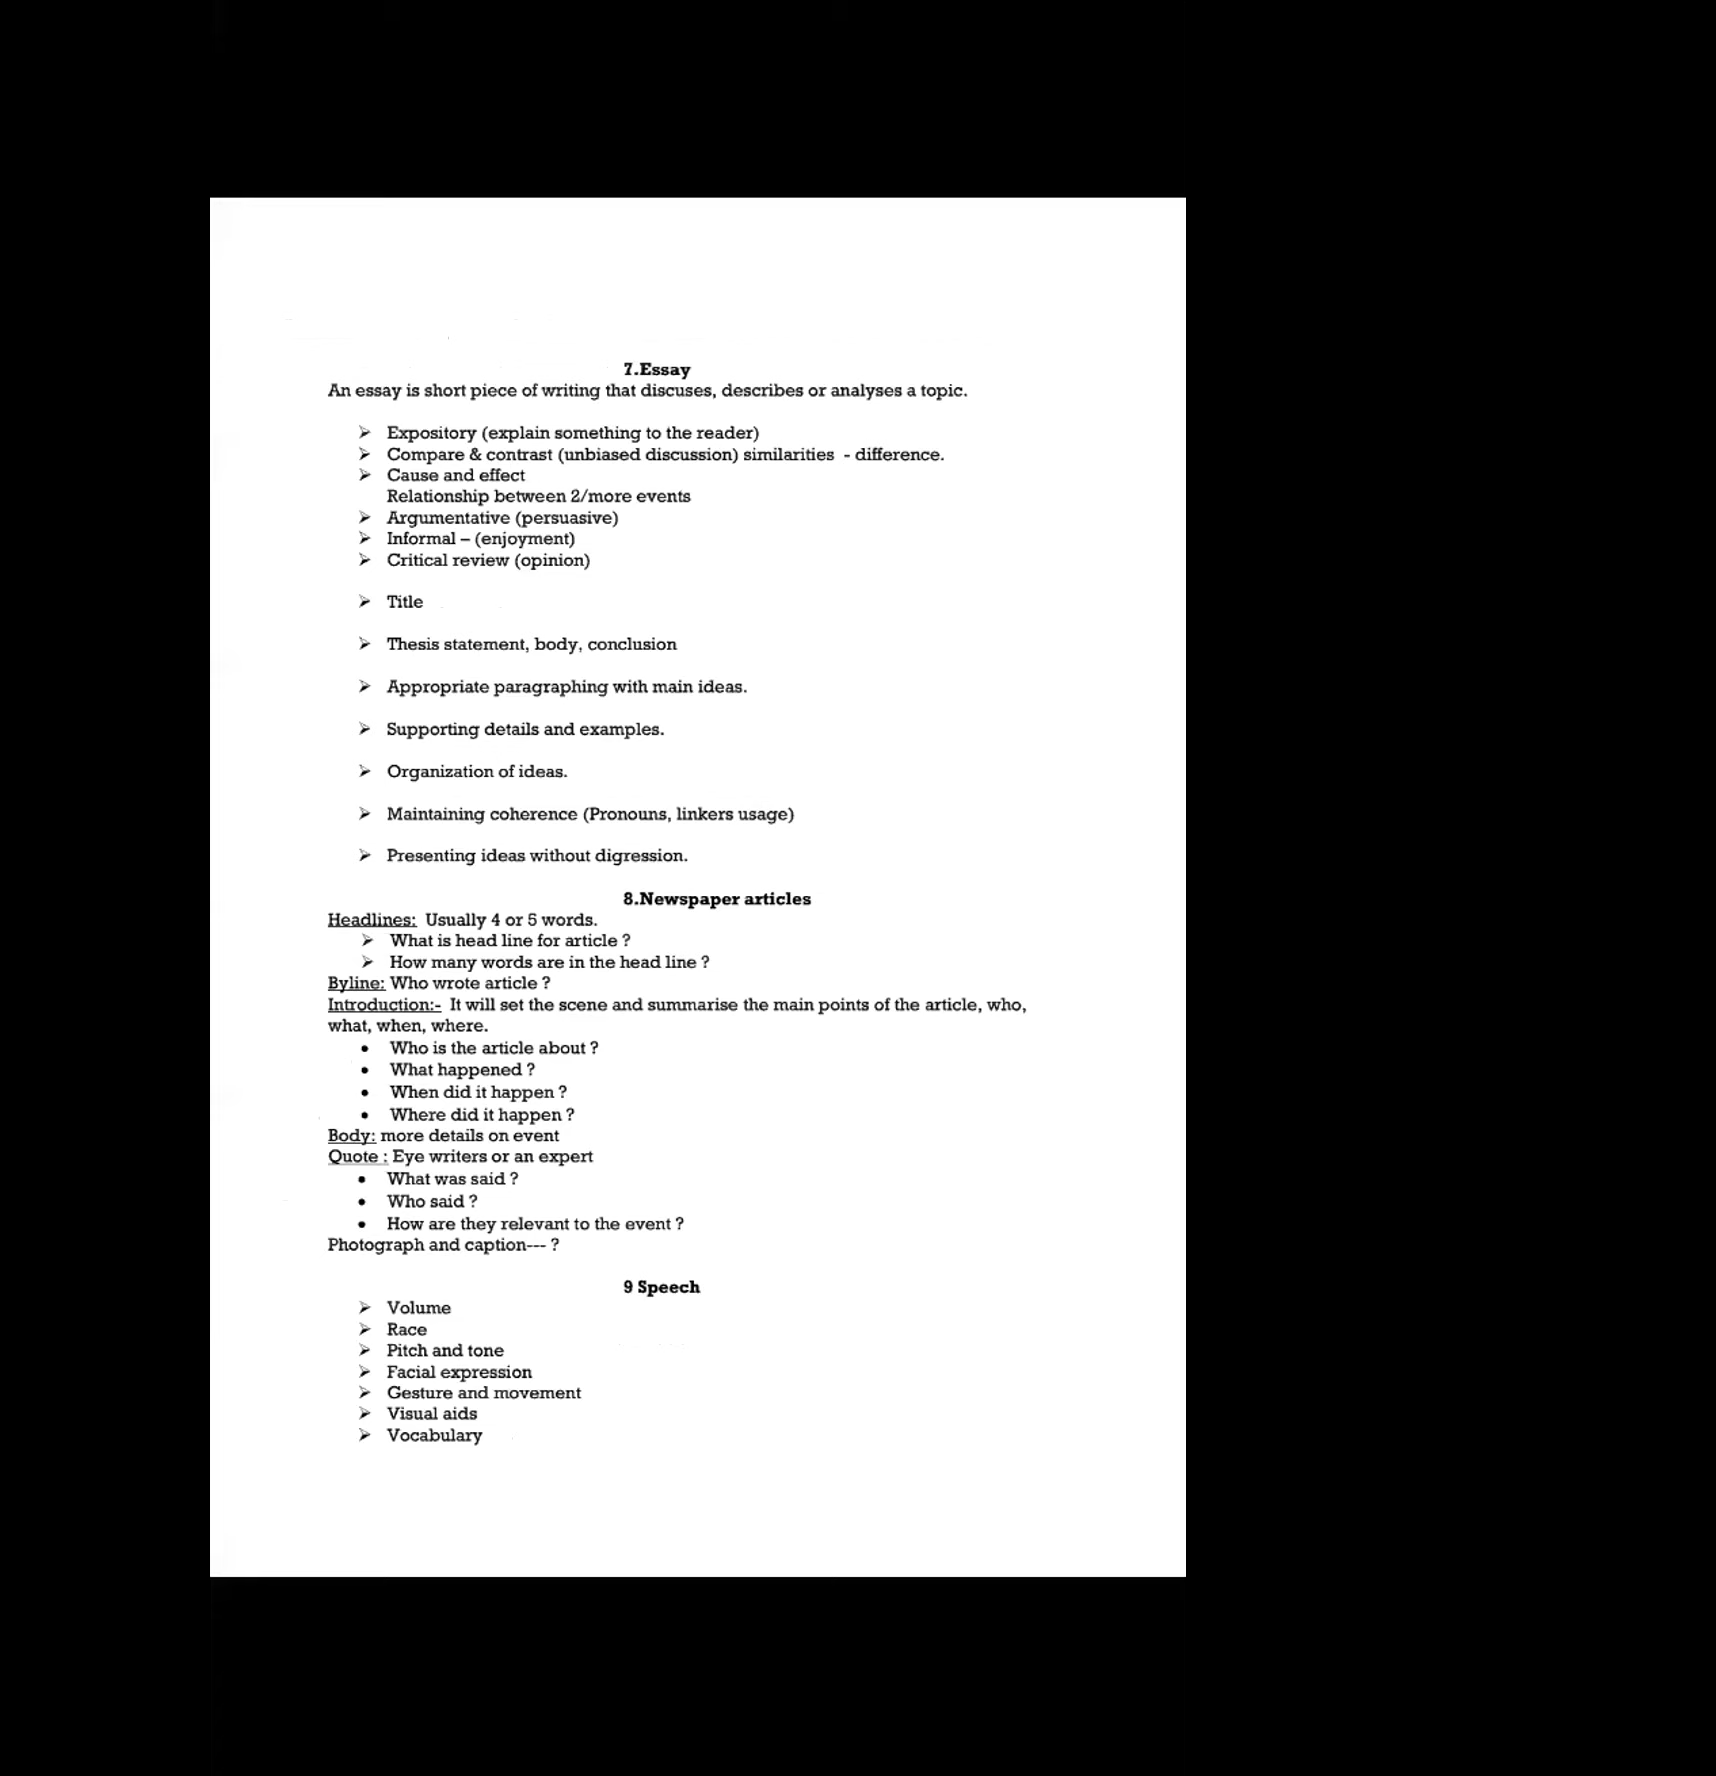 7.Essay
An essay is short piece of writing that discuses, describes or analyses a topic.
➢ Expository (explain something to the reader)
➢ Compare & contrast (unbiased discussion) similarities - difference.
➢ Cause and effect
Relationship between 2/more events
➢ Argumentative (persuasive)
➢ Informal – (enjoyment)
➢ Critical review (opinion)
➢ Title
➢ Thesis statement, body, conclusion
➢ Appropriate paragraphing with main ideas.
➢ Supporting details and examples.
➢ Organization of ideas.
➢ Maintaining coherence (Pronouns, linkers usage)
➢ Presenting ideas without digression.
8.Newspaper articles
Headlines: Usually 4 or 5 words.
➢ What is head line for article ?
➢ How many words are in the head line ?
Byline: Who wrote article ?
Introduction:- It will set the scene and summarise the main points of the article, who,
what, when, where.
• Who is the article about ?
• What happened ?
• When did it happen ?
• Where did it happen ?
Body: more details on event
Quote : Eye writers or an expert
• What was said ?
• Who said ?
• How are they relevant to the event ?
Photograph and caption--- ?
9 Speech
➢ Volume
➢ Race
➢ Pitch and tone
➢ Facial expression
➢ Gesture and movement
➢ Visual aids
➢ Vocabulary